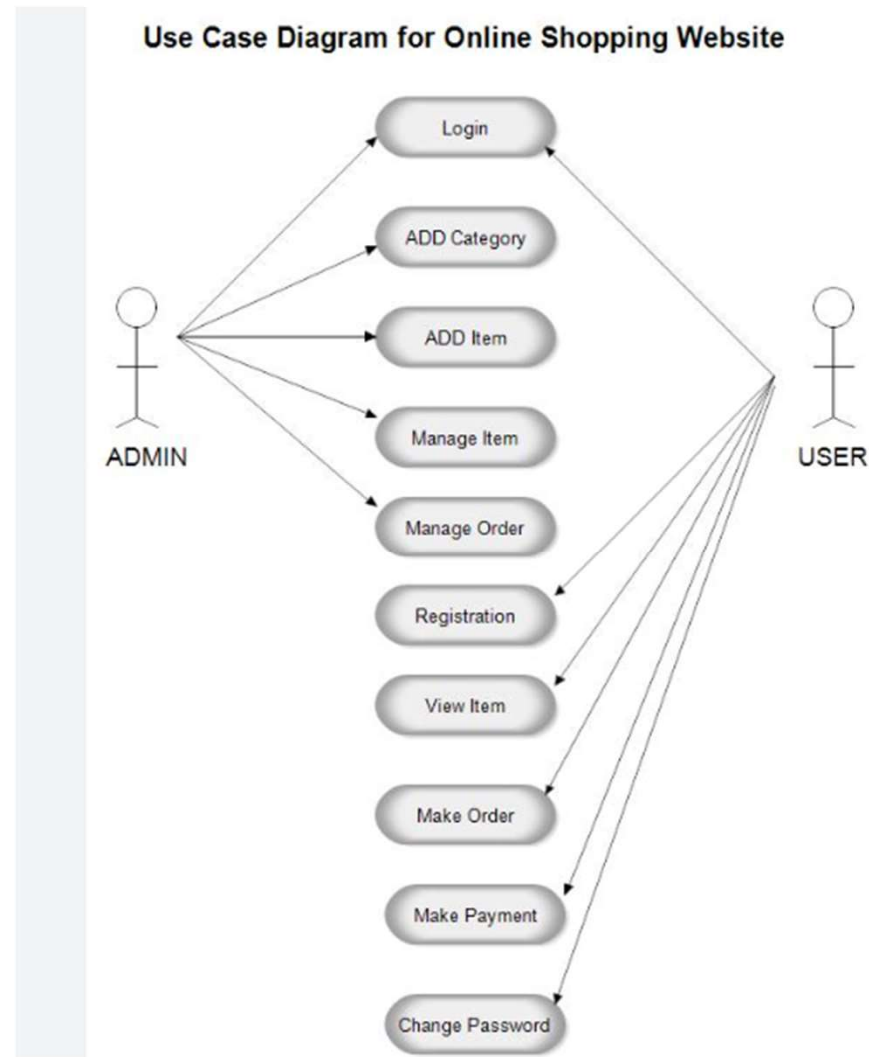 Use Case Diagram for Online Shopping Website
Login
ADD Category
ADD Item
Manage Item
ADMIN
USER
Manage Order
Registration
View Item
Make Order
Make Payment
Change Password